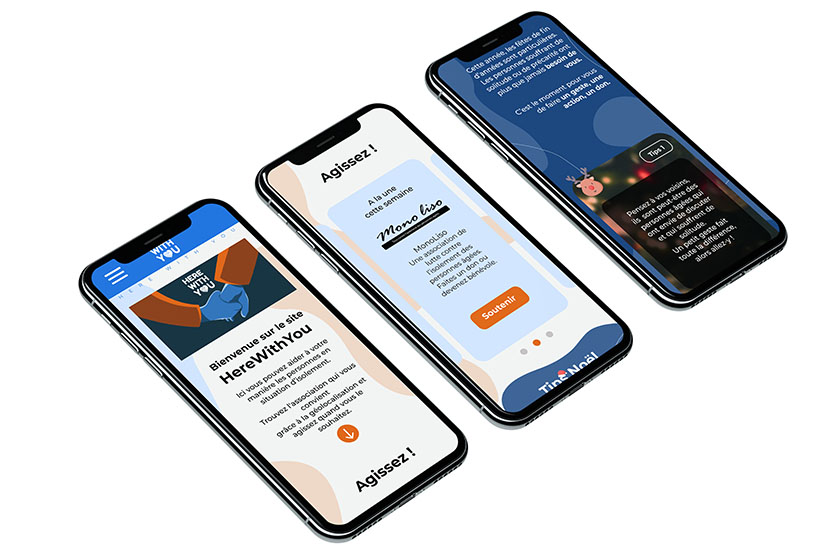 WITH
YOU
HERE WITH YOU
HERE
WITH
YOU
Bienvenue sur le site
HereWithYou
Ici vous pouvez aider à votre
manière les personnes en
situation d'isolement.
Trouvez l'association qui vous
convient
grâce à la géolocalisation et
agissez quand vous le
souhaitez.
Agissez !
Agissez !
A la une
cette semaine
Mono liso
MonoLiso
Une association de
lutte contre
l'isolement des
personnes âgées.
Faites un don ou
devenez bénévole.
Soutenir
Tips Noël
Cette année, les fêtes de fin
d'années sont particulières.
Les personnes souffrant de
solitude ou de précarité ont
plus que jamais besoin de
vous.
C'est le moment pour vous
de faire un geste, une
action, un don.
Tips 1
Pensez à vos voisins,
ils sont peut-être des
personnes âgées qui
ont envie de discuter
et qui souffrent de
solitude.
Un petit geste fait
toute la différence,
alors allez-y !